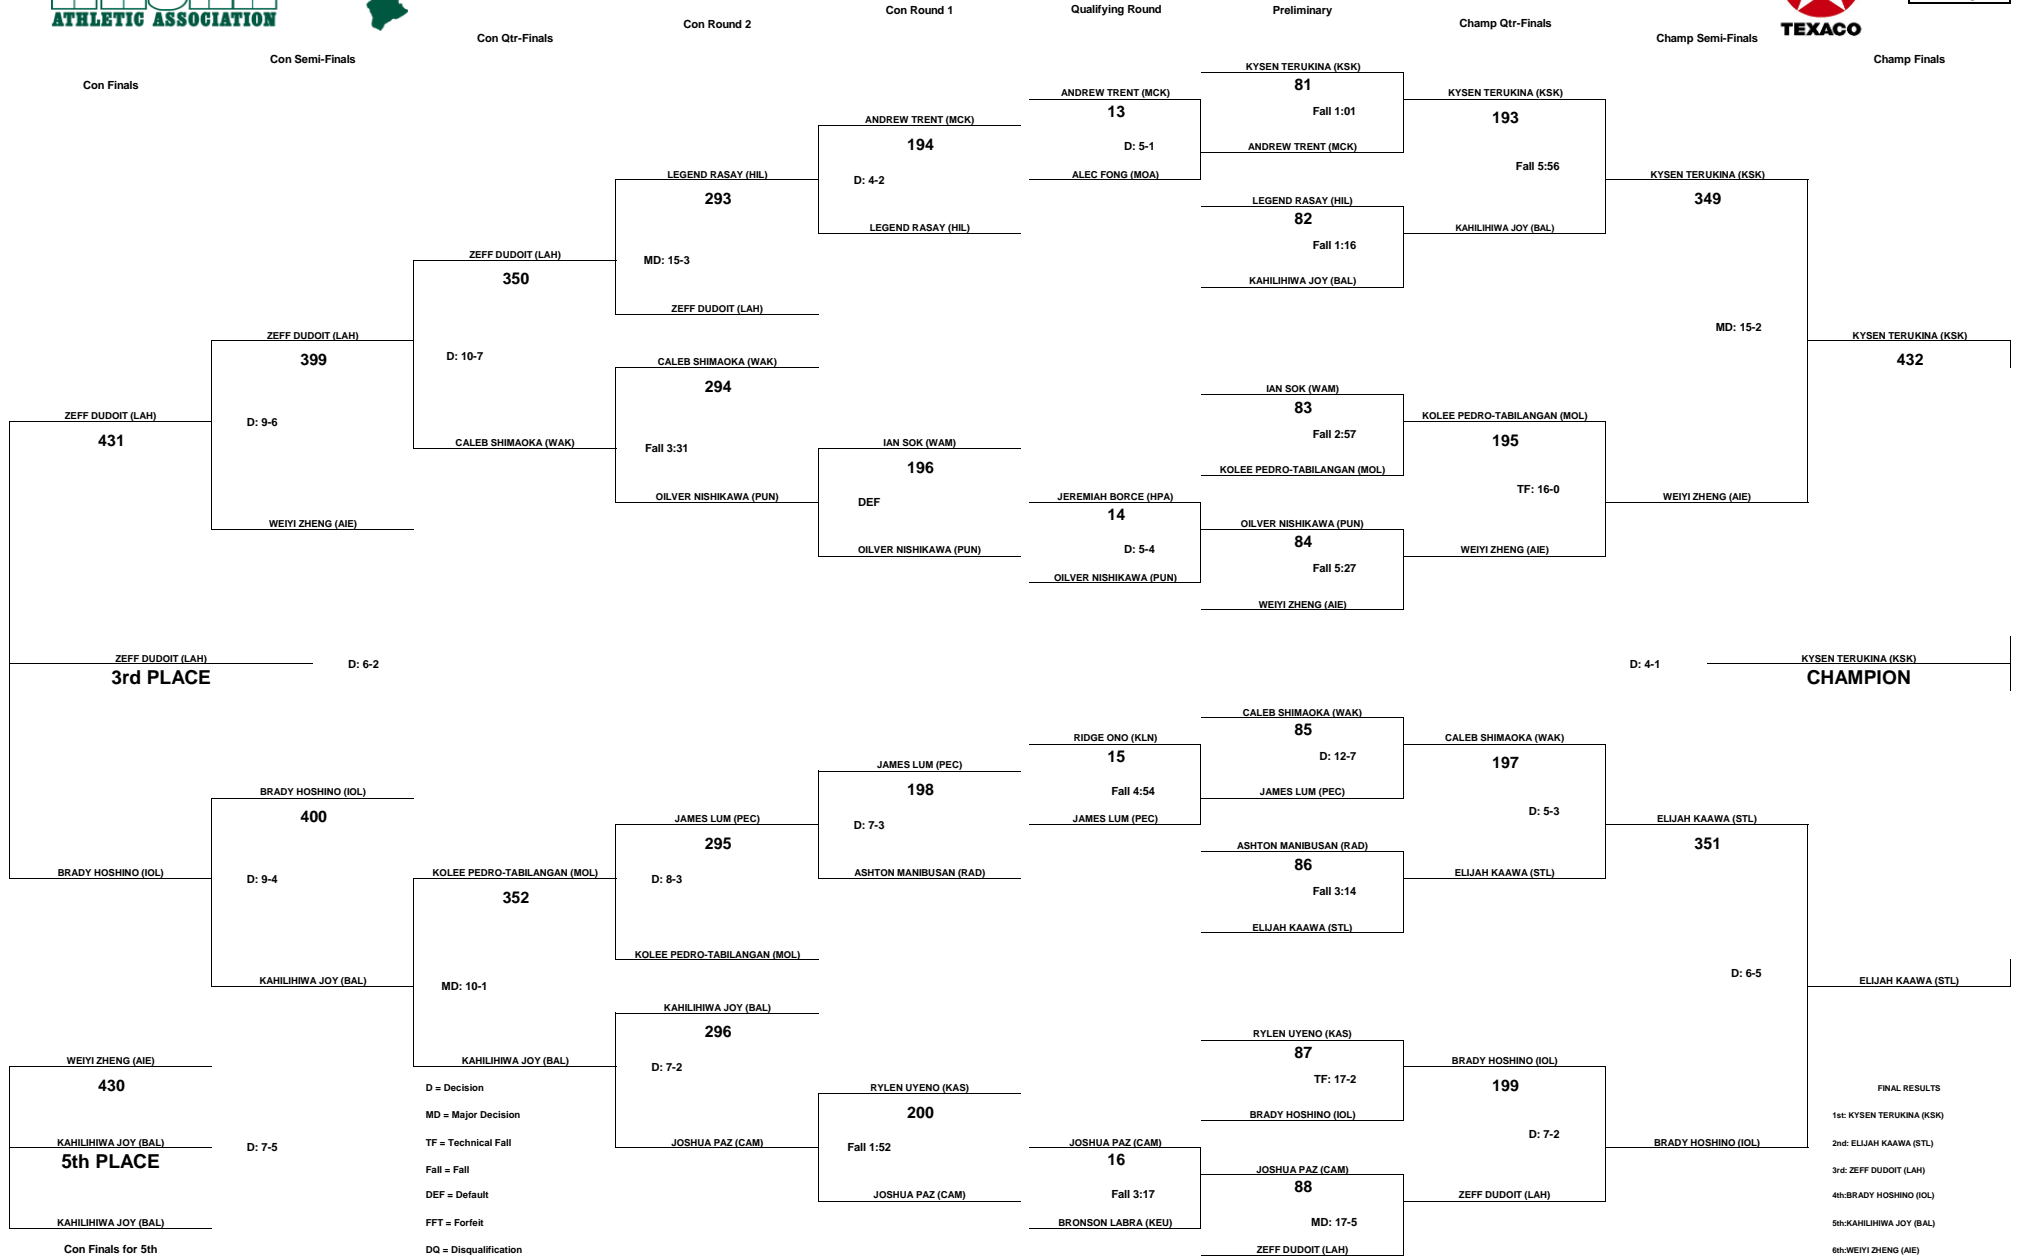 ATHLETIC ASSOCIATION
TEXACO
Con Finals
Con Semi-Finals
Con Qtr-Finals
Con Round 2
Con Round 1
Qualifying Round
Preliminary
Champ Qtr-Finals
Champ Semi-Finals
Champ Finals
KYSEN TERUKINA (KSK)
81
Fall 1:01
ANDREW TRENT (MCK)
LEGEND RASAY (HIL)
82
Fall 1:16
KAHILIHIWA JOY (BAL)
IAN SOK (WAM)
83
Fall 2:57
KOLEE PEDRO-TABILANGAN (MOL)
OILVER NISHIKAWA (PUN)
84
Fall 5:27
WEIYI ZHENG (AIE)
CALEB SHIMAOKA (WAK)
85
D: 12-7
JAMES LUM (PEC)
ASHTON MANIBUSAN (RAD)
86
Fall 3:14
ELIJAH KAAWA (STL)
RYLEN UYENO (KAS)
87
TF: 17-2
BRADY HOSHINO (IOL)
JOSHUA PAZ (CAM)
88
MD: 17-5
ZEFF DUDOIT (LAH)
ANDREW TRENT (MCK)
13
D: 5-1
ALEC FONG (MOA)
JEREMIAH BORCE (HPA)
14
D: 5-4
OILVER NISHIKAWA (PUN)
RIDGE ONO (KLN)
15
Fall 4:54
JAMES LUM (PEC)
JOSHUA PAZ (CAM)
16
Fall 3:17
BRONSON LABRA (KEU)
KYSEN TERUKINA (KSK)
193
Fall 5:56
KAHILIHIWA JOY (BAL)
KOLEE PEDRO-TABILANGAN (MOL)
195
TF: 16-0
WEIYI ZHENG (AIE)
CALEB SHIMAOKA (WAK)
197
D: 5-3
ELIJAH KAAWA (STL)
BRADY HOSHINO (IOL)
199
D: 7-2
ZEFF DUDOIT (LAH)
KYSEN TERUKINA (KSK)
349
MD: 15-2
WEIYI ZHENG (AIE)
ELIJAH KAAWA (STL)
351
D: 6-5
BRADY HOSHINO (IOL)
KYSEN TERUKINA (KSK)
432
D: 4-1
KYSEN TERUKINA (KSK)
CHAMPION
ELIJAH KAAWA (STL)
ANDREW TRENT (MCK)
194
D: 4-2
LEGEND RASAY (HIL)
IAN SOK (WAM)
196
DEF
OILVER NISHIKAWA (PUN)
JAMES LUM (PEC)
198
D: 7-3
ASHTON MANIBUSAN (RAD)
RYLEN UYENO (KAS)
200
Fall 1:52
JOSHUA PAZ (CAM)
LEGEND RASAY (HIL)
293
MD: 15-3
ZEFF DUDOIT (LAH)
CALEB SHIMAOKA (WAK)
294
Fall 3:31
OILVER NISHIKAWA (PUN)
JAMES LUM (PEC)
295
D: 8-3
KOLEE PEDRO-TABILANGAN (MOL)
KAHILIHIWA JOY (BAL)
296
D: 7-2
JOSHUA PAZ (CAM)
ZEFF DUDOIT (LAH)
350
D: 10-7
CALEB SHIMAOKA (WAK)
KOLEE PEDRO-TABILANGAN (MOL)
352
MD: 10-1
KAHILIHIWA JOY (BAL)
ZEFF DUDOIT (LAH)
399
D: 9-6
WEIYI ZHENG (AIE)
BRADY HOSHINO (IOL)
400
D: 9-4
KAHILIHIWA JOY (BAL)
ZEFF DUDOIT (LAH)
431
ZEFF DUDOIT (LAH)
3rd PLACE
D: 6-2
BRADY HOSHINO (IOL)
WEIYI ZHENG (AIE)
430
KAHILIHIWA JOY (BAL)
5th PLACE
D: 7-5
KAHILIHIWA JOY (BAL)
Con Finals for 5th
D = Decision
MD = Major Decision
TF = Technical Fall
Fall = Fall
DEF = Default
FFT = Forfeit
DQ = Disqualification
FINAL RESULTS
1st: KYSEN TERUKINA (KSK)
2nd: ELIJAH KAAWA (STL)
3rd: ZEFF DUDOIT (LAH)
4th:BRADY HOSHINO (IOL)
5th:KAHILIHIWA JOY (BAL)
6th:WEIYI ZHENG (AIE)